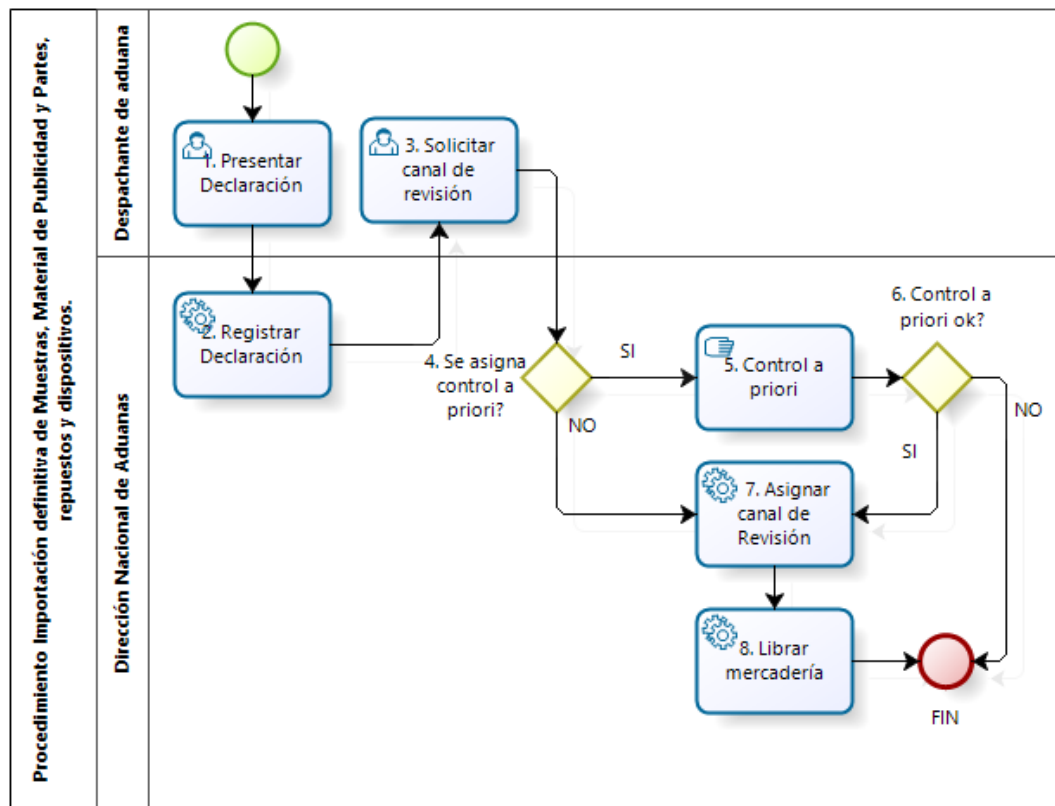 Procedimiento Importación definitiva de Muestras, Material de Publicidad y Partes,
repuestos y dispositivos.
Despachante de aduana
1. Presentar
Declaración
3. Solicitar
canal de
revisión
Dirección Nacional de Aduanas
2. Registrar
Declaración
4. Se asigna
control a
priori?
SI
NO
5. Control a
priori
6. Control a
priori ok?
NO
SI
7. Asignar
canal de
Revisión
8. Librar
mercadería
FIN